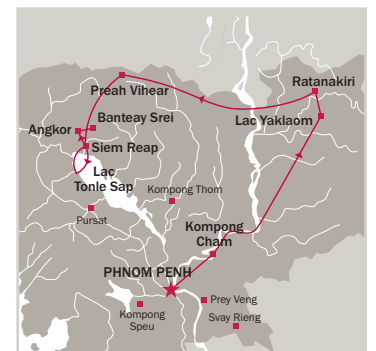 Ratanakiri
Preah Vihear
Banteay Srei
Lac Yaklaom
Angkor
Siem Reap
Lac
Tonle Sap
Kompong Thom
Pursat
Kompong
Cham
PHNOM PENH
Prey Veng
Kompong
Speu
Svay Rieng